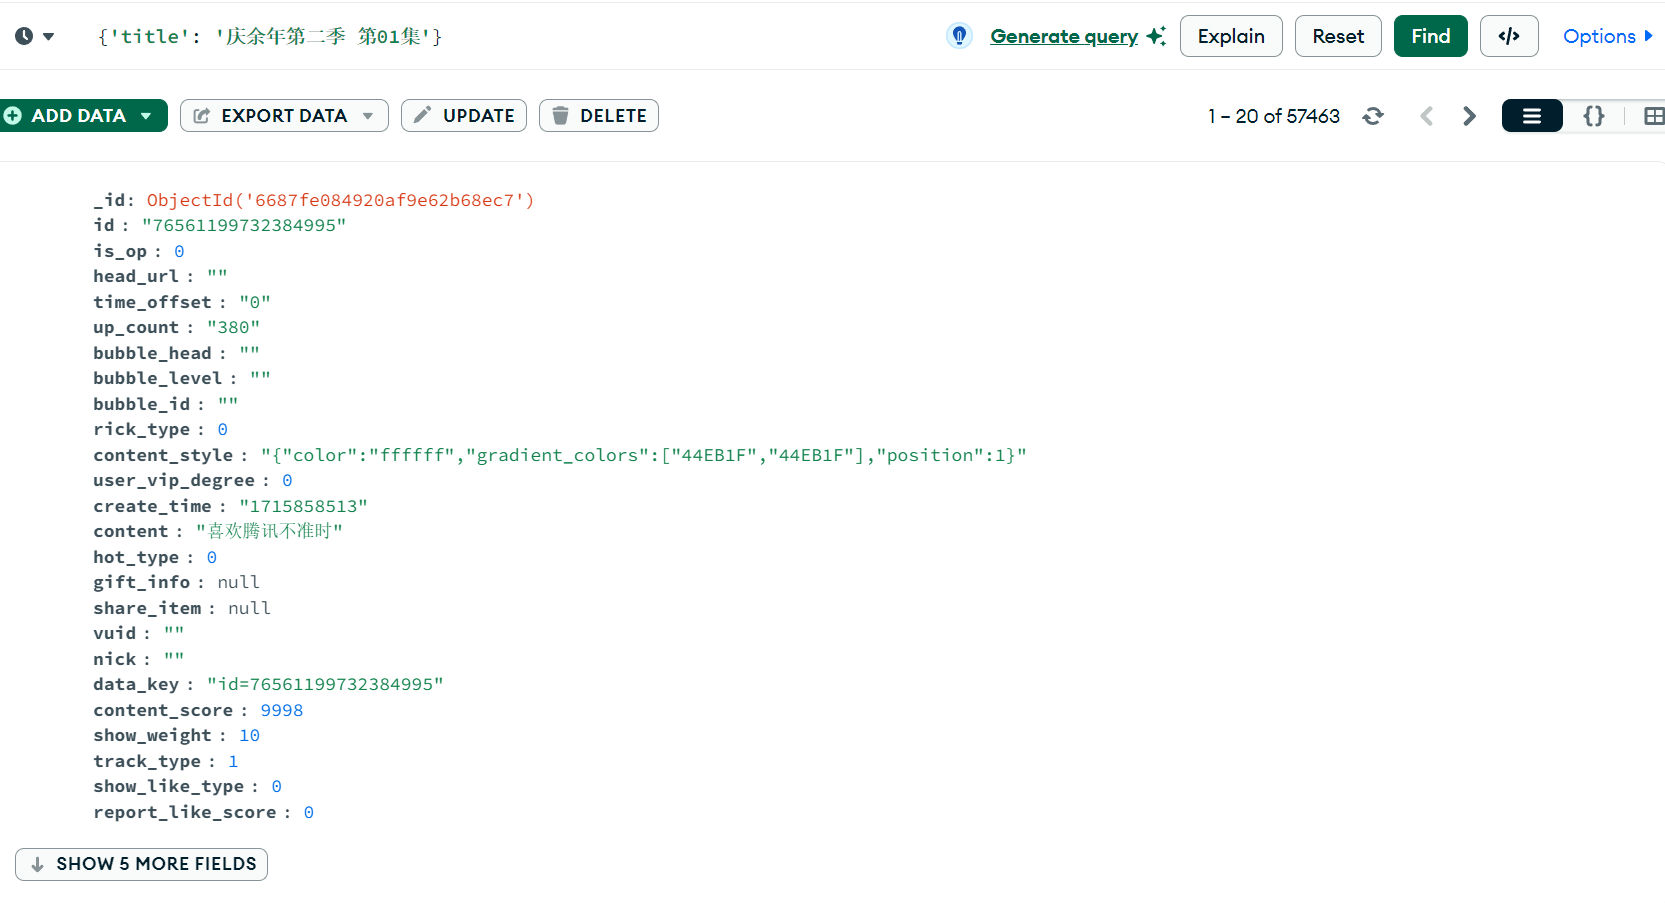 {'title': '庆余年第二季 第01集'}
Generate query
Explain
Reset
Find
</>
Options
ADD DATA
EXPORT DATA
UPDATE
DELETE
1 – 20 of 57463
{}
_id: ObjectId('6687fe084920af9e62b68ec7')
id : "76561199732384995"
is_op : 0
head_url : ""
time_offset : "0"
up_count : "380"
bubble_head : ""
bubble_level : ""
bubble_id : ""
rick_type : 0
content_style : "{"color":"ffffff","gradient_colors":["44EB1F","44EB1F"],"position":1}"
user_vip_degree : 0
create_time : "1715858513"
content : "喜欢腾讯不准时"
hot_type : 0
gift_info : null
share_item : null
vuid : ""
nick : ""
data_key : "id=76561199732384995"
content_score : 9998
show_weight : 10
track_type : 1
show_like_type : 0
report_like_score : 0
SHOW 5 MORE FIELDS